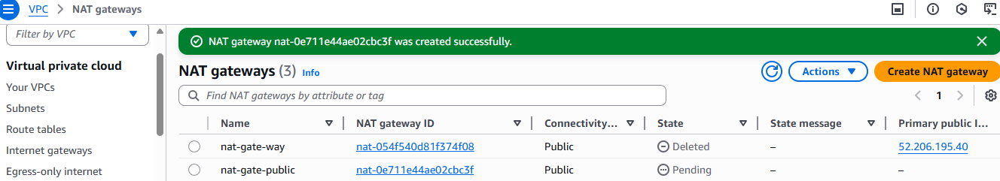 VPC > NAT gateways
Filter by VPC
NAT gateway nat-0e711e44ae02cbc3f was created successfully.
Virtual private cloud
Your VPCs
Subnets
Route tables
Internet gateways
Egress-only internet
NAT gateways (3) Info
Actions
Create NAT gateway
Find NAT gateways by attribute or tag
1
Name NAT gateway ID Connectivity... State State message Primary public I...
nat-gate-way nat-054f540d81f374f08 Public Deleted – 52.206.195.40
nat-gate-public nat-0e711e44ae02cbc3f Public Pending – –